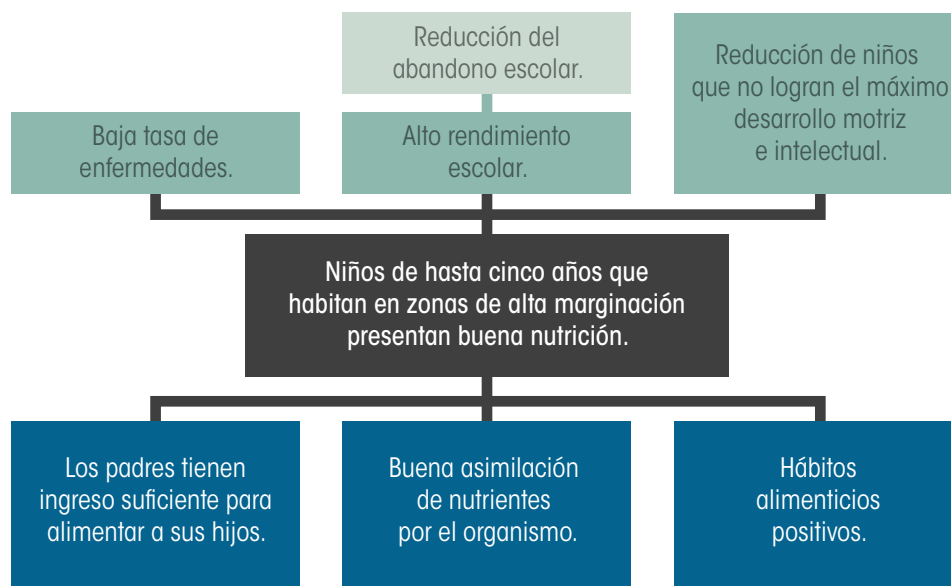 Reducción del
abandono escolar.
Reducción de niños
que no logran el máximo
desarrollo motriz
e intelectual.
Baja tasa de
enfermedades.
Alto rendimiento
escolar.
Niños de hasta cinco años que
habitan en zonas de alta marginación
presentan buena nutrición.
Los padres tienen
ingreso suficiente para
alimentar a sus hijos.
Buena asimilación
de nutrientes
por el organismo.
Hábitos
alimenticios
positivos.